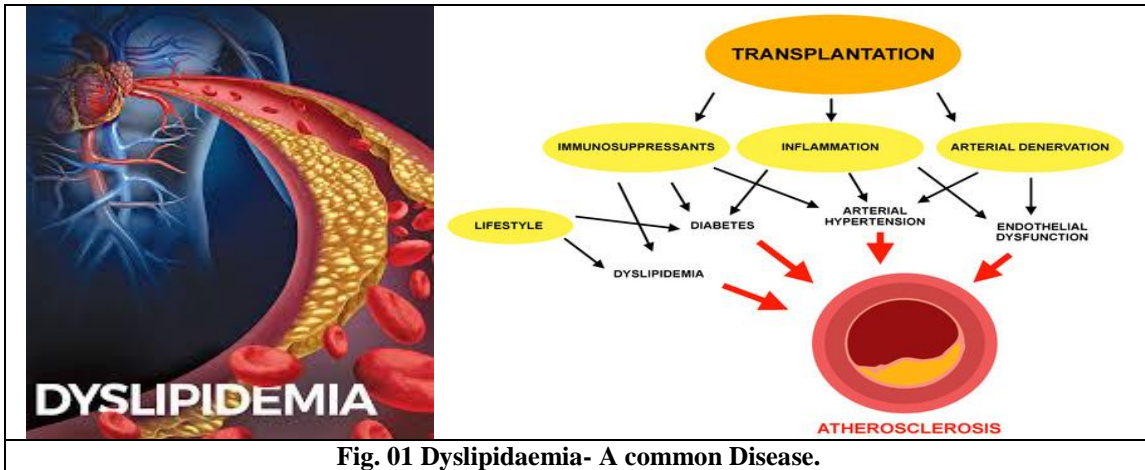 DYSLIPIDEMIA
TRANSPLANTATION
IMMUNOSUPPRESSANTS
INFLAMMATION
ARTERIAL DENERVATION
LIFESTYLE
DIABETES
ARTERIAL
HYPERTENSION
ENDOTHELIAL
DYSFUNCTION
DYSLIPIDEMIA
ATHEROSCLEROSIS
Fig. 01 Dyslipidaemia- A common Disease.